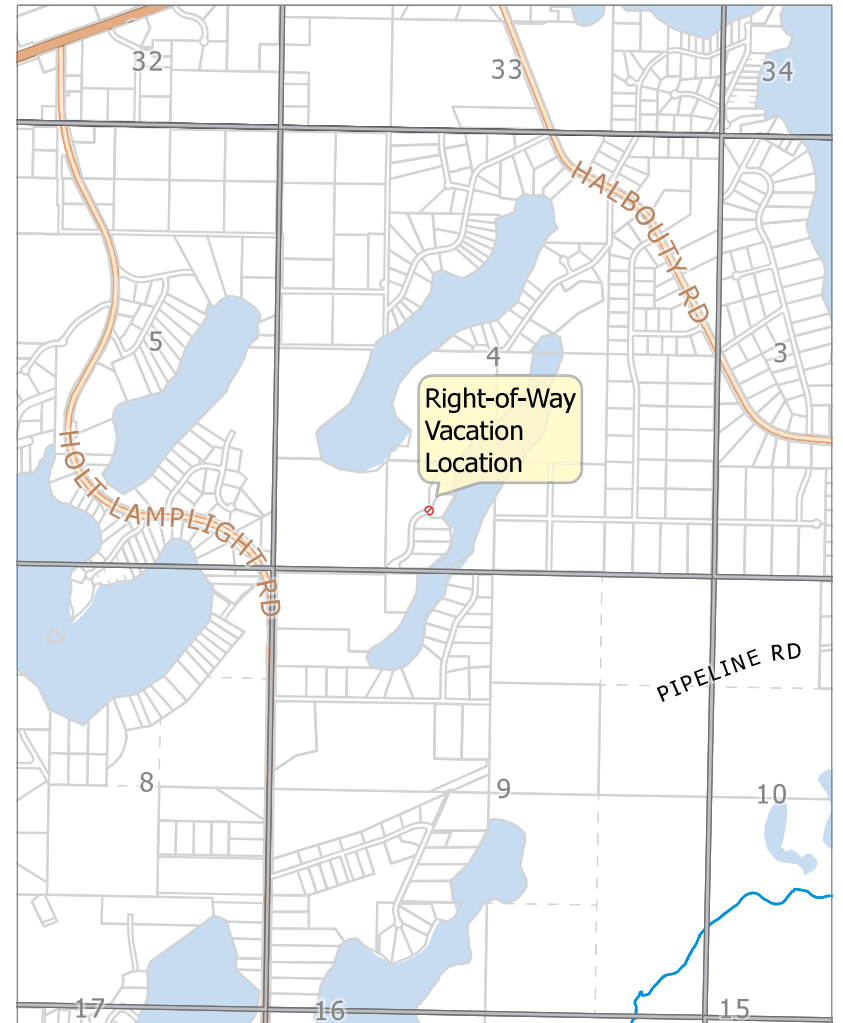 32
33
34
HALBOUTY RD
5
4
3
Right-of-Way
Vacation
Location
HOLT LAMPLIGHT RD
PIPELINE RD
8
9
10
17
16
15